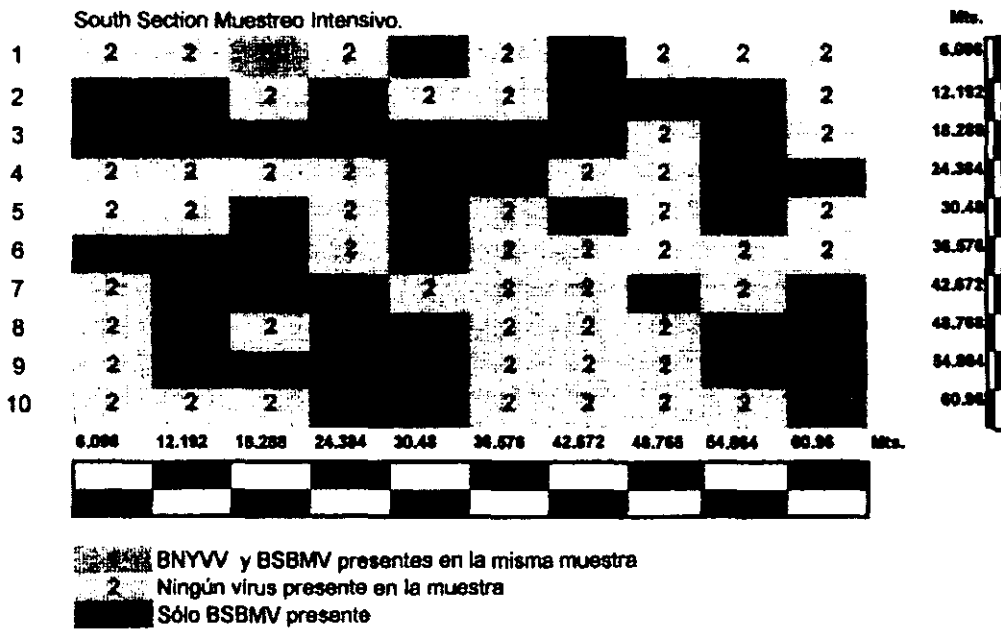 South Section Muestreo Intensivo.
Mts.
1 2 2 2 2 2 2 2 6.096
2 2 2 2 2 12.192
3 2 2 18.288
4 2 2 2 2 2 2 24.384
5 2 2 2 2 2 2 30.48
6 2 2 2 2 2 2 36.576
7 2 2 2 2 2 42.672
8 2 2 2 2 2 48.768
9 2 2 2 2 54.864
10 2 2 2 2 2 2 2 60.96
6.096 12.192 18.288 24.384 30.48 36.576 42.672 48.768 54.864 60.96 Mts.
BNYVV y BSBMV presentes en la misma muestra
2 Ningún vírus presente en la muestra
Sólo BSBMV presente